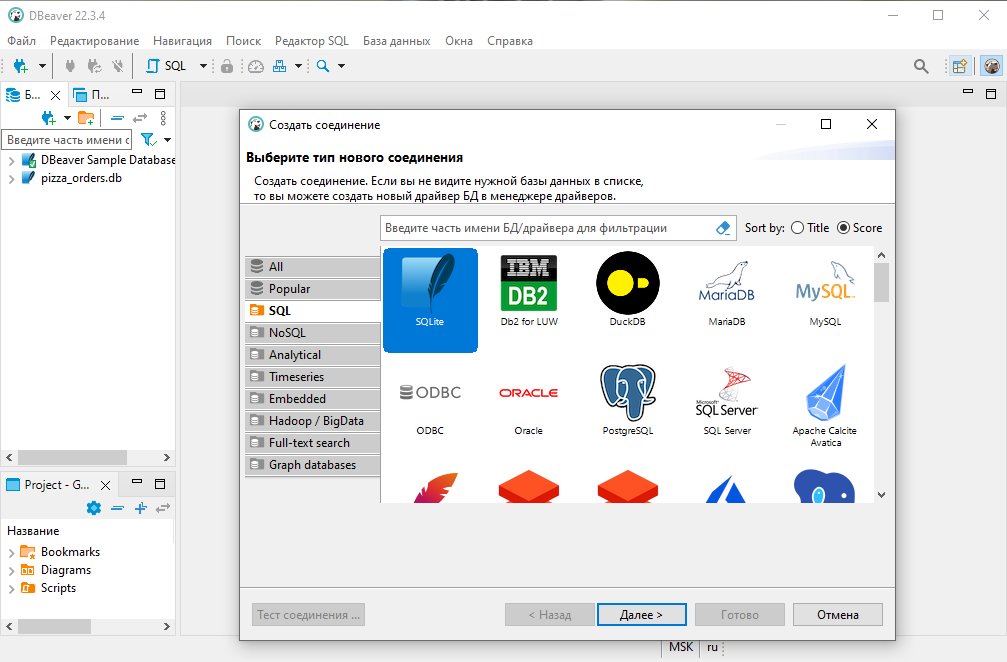 DBeaver 22.3.4
Файл Редактирование Навигация Поиск Редактор SQL База данных Окна Справка
SQL
Б... П...
Введите часть имени с
DBeaver Sample Database
pizza_orders.db
Project - G...
Название
Bookmarks
Diagrams
Scripts
Создать соединение
Выберите тип нового соединения
Создать соединение. Если вы не видите нужной базы данных в списке,
то вы можете создать новый драйвер БД в менеджере драйверов.
Введите часть имени БД/драйвера для фильтрации Sort by: Title Score
All
Popular
SQL
NoSQL
Analytical
Timeseries
Embedded
Hadoop / BigData
Full-text search
Graph databases
IBM
DB2
MariaDB
MySQL
SQLite Db2 for LUW DuckDB MariaDB MySQL
ODBC
ORACLE
Microsoft
SQL Server
ODBC Oracle PostgreSQL SQL Server Apache Calcite
Avatica
Тест соединения ... < Назад Далее > Готово Отмена
MSK ru